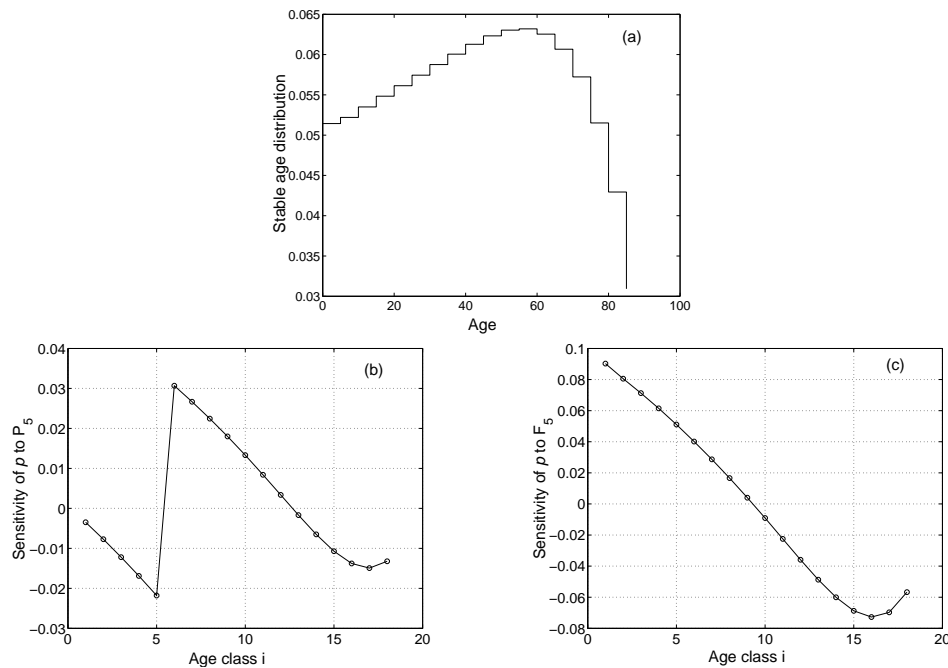 0.065
0.06
0.055
0.05
0.045
0.04
0.035
0.03
Stable age distribution
(a)
0 20 40 60 80 100
Age
0.04
0.03
0.02
0.01
0
−0.01
−0.02
−0.03
Sensitivity of p to P5
(b)
0 5 10 15 20
Age class i
0.1
0.08
0.06
0.04
0.02
0
−0.02
−0.04
−0.06
−0.08
Sensitivity of p to F5
(c)
0 5 10 15 20
Age class i